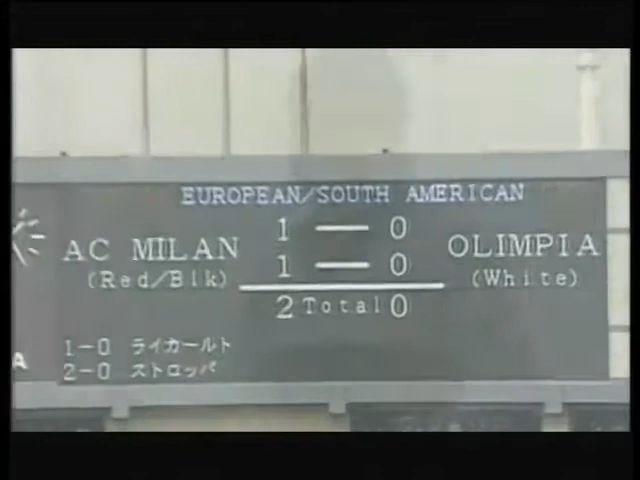 EUROPEAN/SOUTH AMERICAN
1 — 0
AC MILAN 1 — 0 OLIMPIA
(Red/Blk) (White)
2 Total 0
1-0 ライカールト
2-0 ストロッパ
A